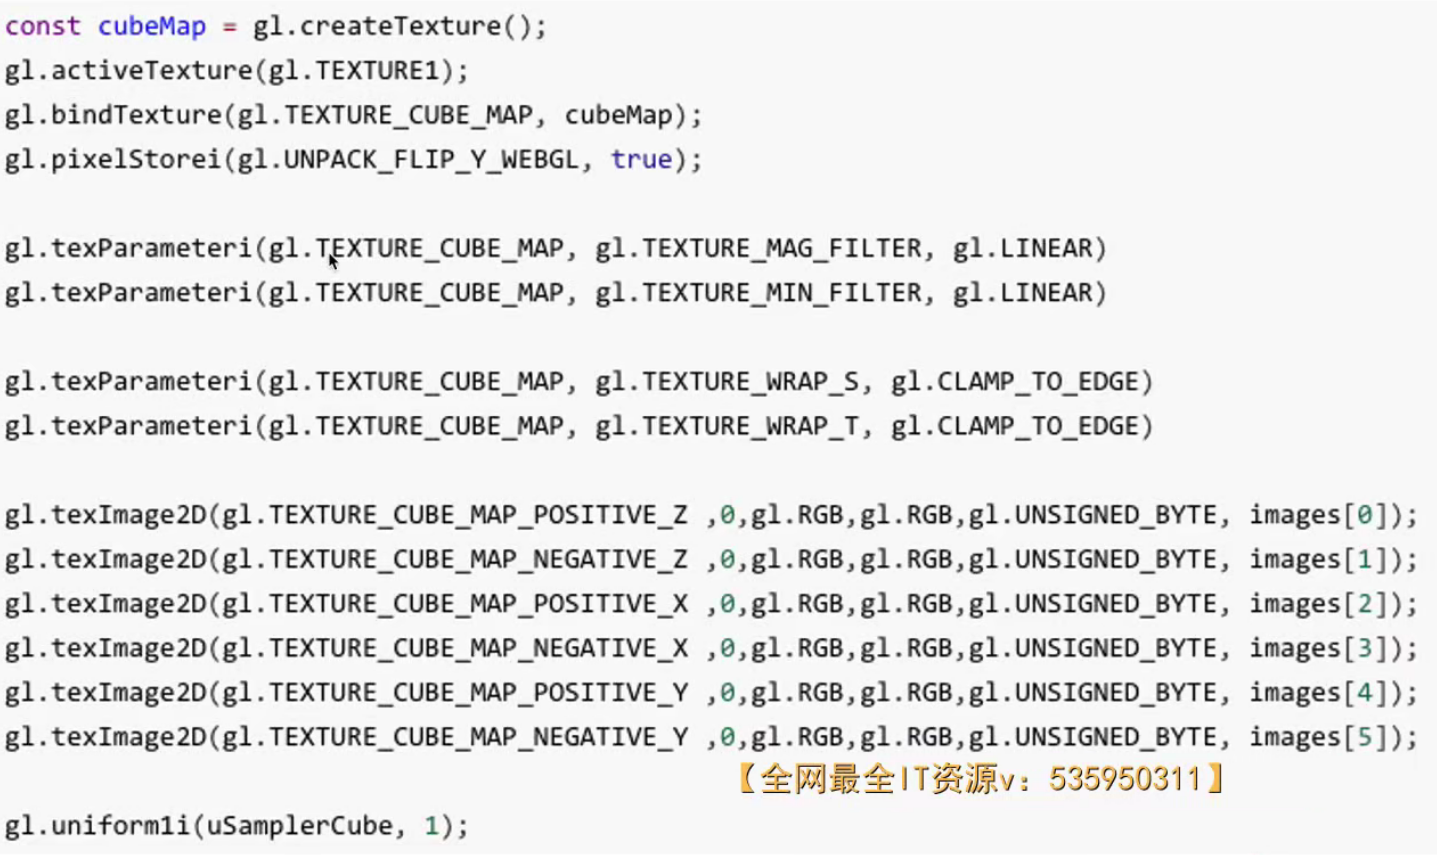 const cubeMap = gl.createTexture();
gl.activeTexture(gl.TEXTURE1);
gl.bindTexture(gl.TEXTURE_CUBE_MAP, cubeMap);
gl.pixelStorei(gl.UNPACK_FLIP_Y_WEBGL, true);
gl.texParameteri(gl.TEXTURE_CUBE_MAP, gl.TEXTURE_MAG_FILTER, gl.LINEAR)
gl.texParameteri(gl.TEXTURE_CUBE_MAP, gl.TEXTURE_MIN_FILTER, gl.LINEAR)
gl.texParameteri(gl.TEXTURE_CUBE_MAP, gl.TEXTURE_WRAP_S, gl.CLAMP_TO_EDGE)
gl.texParameteri(gl.TEXTURE_CUBE_MAP, gl.TEXTURE_WRAP_T, gl.CLAMP_TO_EDGE)
gl.texImage2D(gl.TEXTURE_CUBE_MAP_POSITIVE_Z ,0,gl.RGB,gl.RGB,gl.UNSIGNED_BYTE, images[0]);
gl.texImage2D(gl.TEXTURE_CUBE_MAP_NEGATIVE_Z ,0,gl.RGB,gl.RGB,gl.UNSIGNED_BYTE, images[1]);
gl.texImage2D(gl.TEXTURE_CUBE_MAP_POSITIVE_X ,0,gl.RGB,gl.RGB,gl.UNSIGNED_BYTE, images[2]);
gl.texImage2D(gl.TEXTURE_CUBE_MAP_NEGATIVE_X ,0,gl.RGB,gl.RGB,gl.UNSIGNED_BYTE, images[3]);
gl.texImage2D(gl.TEXTURE_CUBE_MAP_POSITIVE_Y ,0,gl.RGB,gl.RGB,gl.UNSIGNED_BYTE, images[4]);
gl.texImage2D(gl.TEXTURE_CUBE_MAP_NEGATIVE_Y ,0,gl.RGB,gl.RGB,gl.UNSIGNED_BYTE, images[5]);
【全网最全IT资源v：535950311】
gl.uniform1i(uSamplerCube, 1);